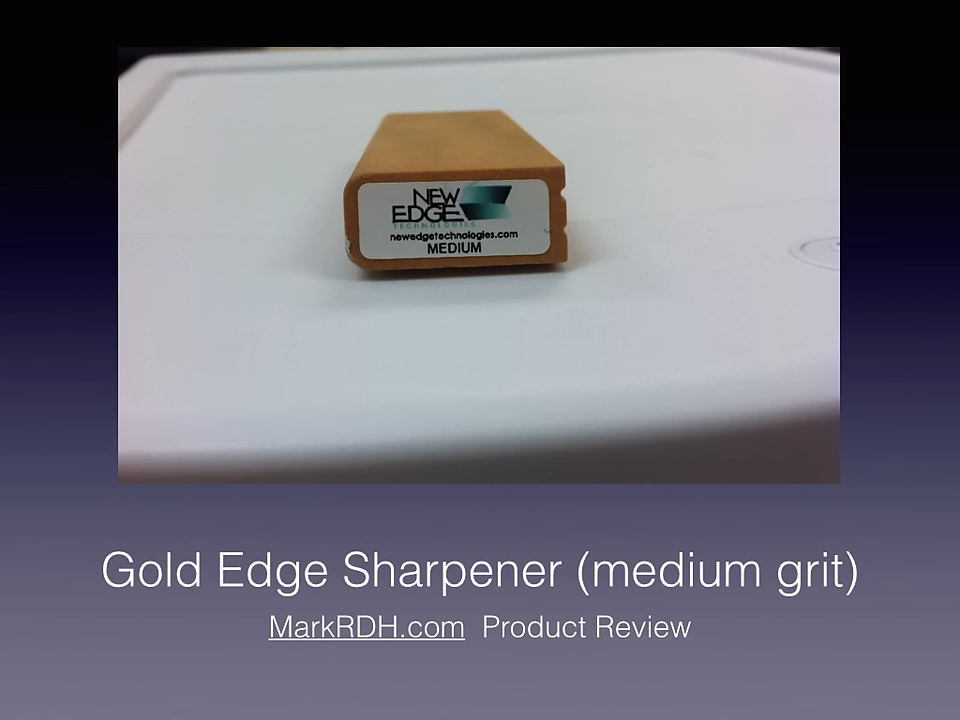 NEW
EDGE
TECHNOLOGIES
newedgetechnologies.com
MEDIUM
Gold Edge Sharpener (medium grit)
MarkRDH.com Product Review